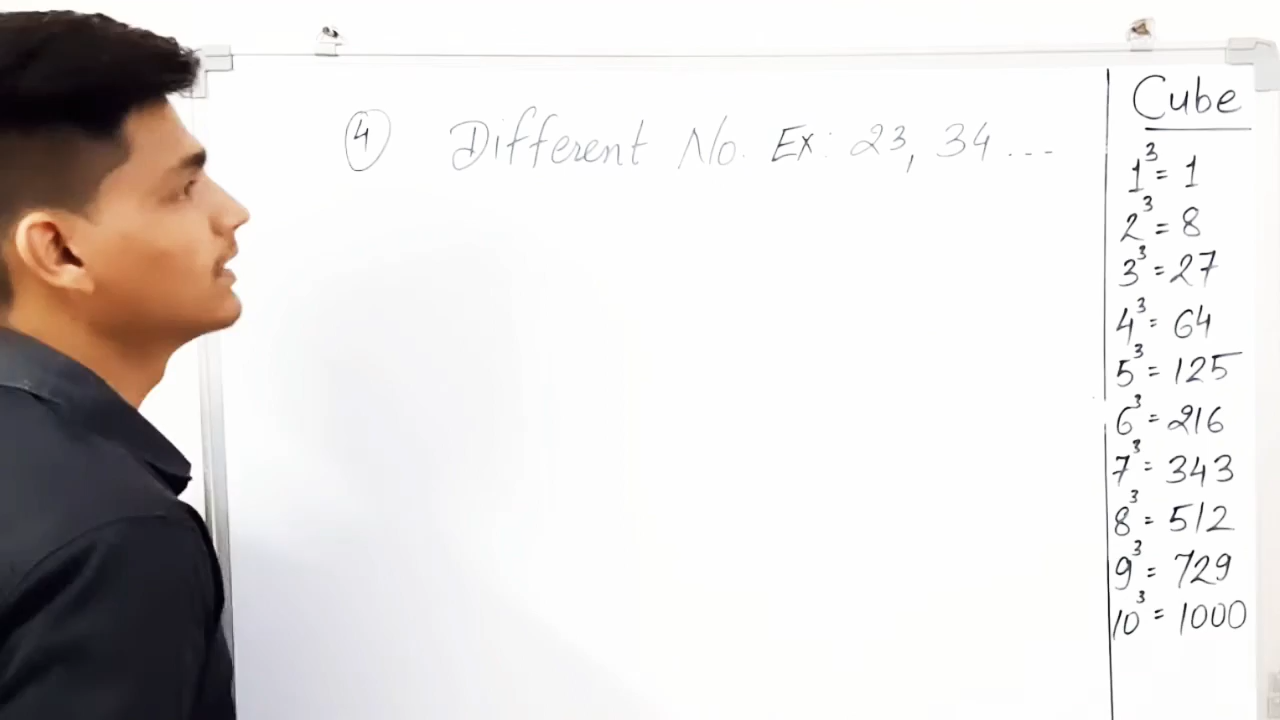 ④ Different No. Ex: 23, 34 ...
Cube
1³ = 1
2³ = 8
3³ = 27
4³ = 64
5³ = 125
6³ = 216
7³ = 343
8³ = 512
9³ = 729
10³ = 1000